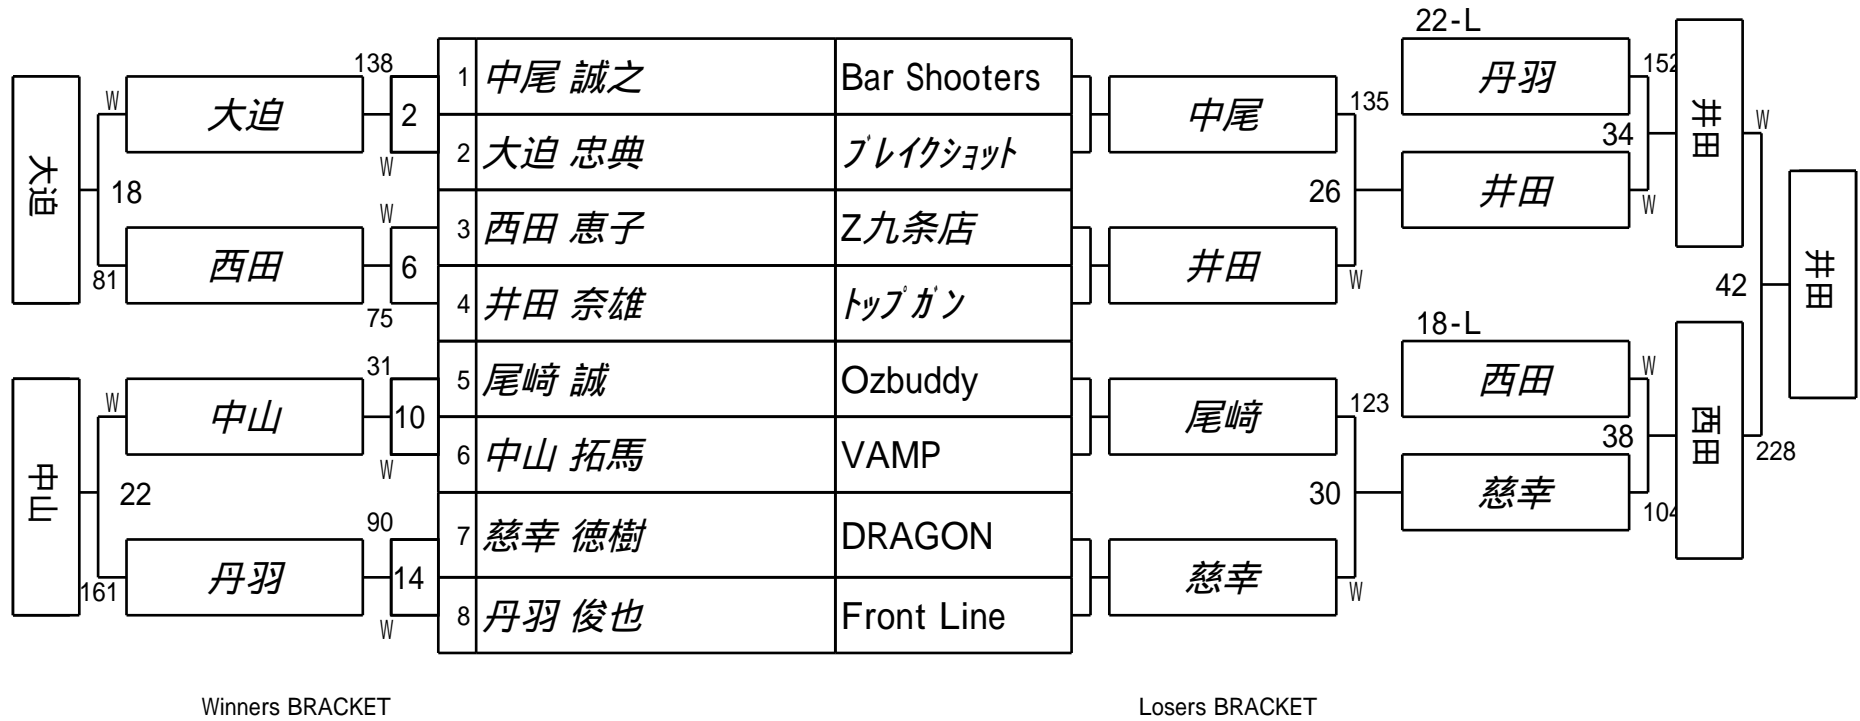 大迫
中山
W
81
W
161
18
22
大迫
西田
中山
丹羽
138
W
W
75
31
W
90
W
2
6
10
14
1 中尾 誠之 Bar Shooters
2 大迫 忠典 ブレイクショット
3 西田 恵子 Z九条店
4 井田 奈雄 トップガン
5 尾﨑 誠 Ozbuddy
6 中山 拓馬 VAMP
7 慈幸 徳樹 DRAGON
8 丹羽 俊也 Front Line
中尾
井田
尾﨑
慈幸
135
W
123
W
26
30
22-L
丹羽
井田
18-L
西田
慈幸
152
34
W
W
38
104
井田
西田
W
42
228
井田
Winners BRACKET
Losers BRACKET